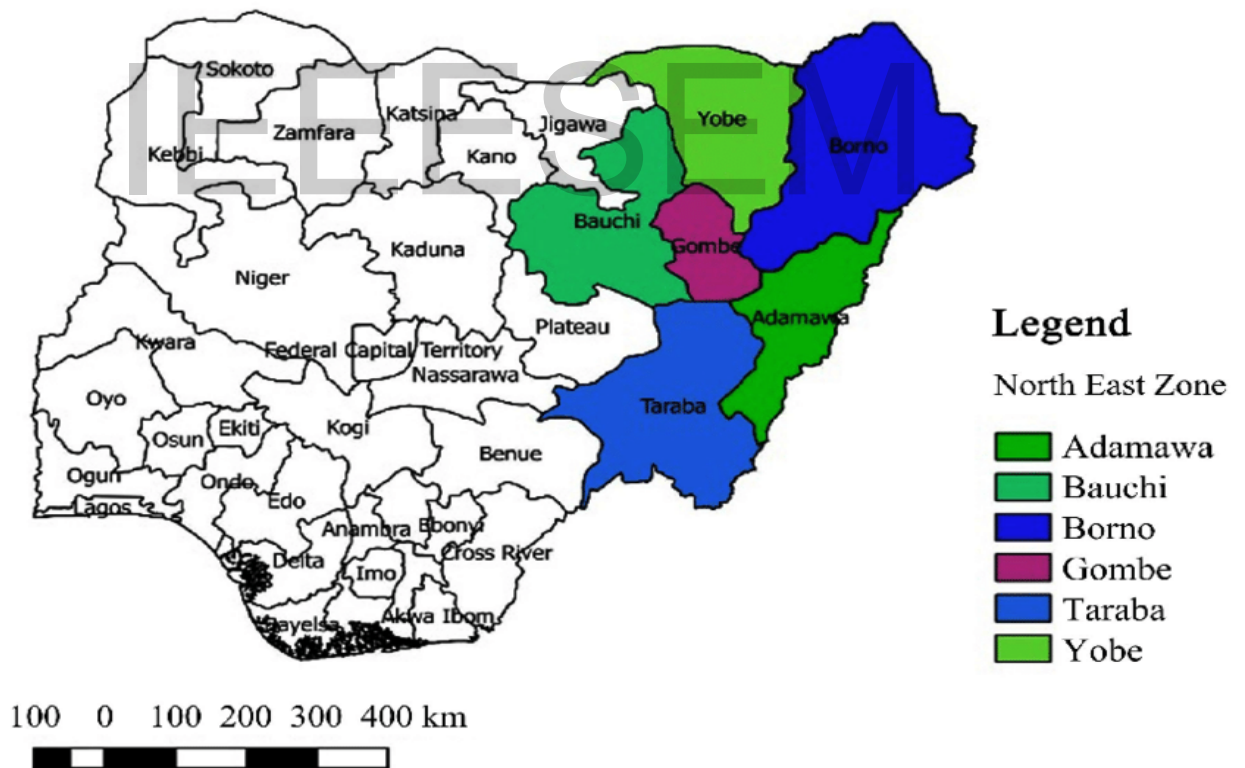 IEEESEM
Sokoto
Katsina
Jigawa
Yobe
Borno
Zamfara
Kebbi
Kano
Bauchi
Gombe
Kaduna
Niger
Adamawa
Plateau
Kwara
Federal Capital Territory
Nassarawa
Oyo
Taraba
Kogi
Ekiti
Osun
Benue
Ogun
Ondo
Edo
Lagos
Anambra
Ebonyi
Cross River
Delta
Imo
Akwa Ibom
Bayelsa
Legend
North East Zone
Adamawa
Bauchi
Borno
Gombe
Taraba
Yobe
100 0 100 200 300 400 km